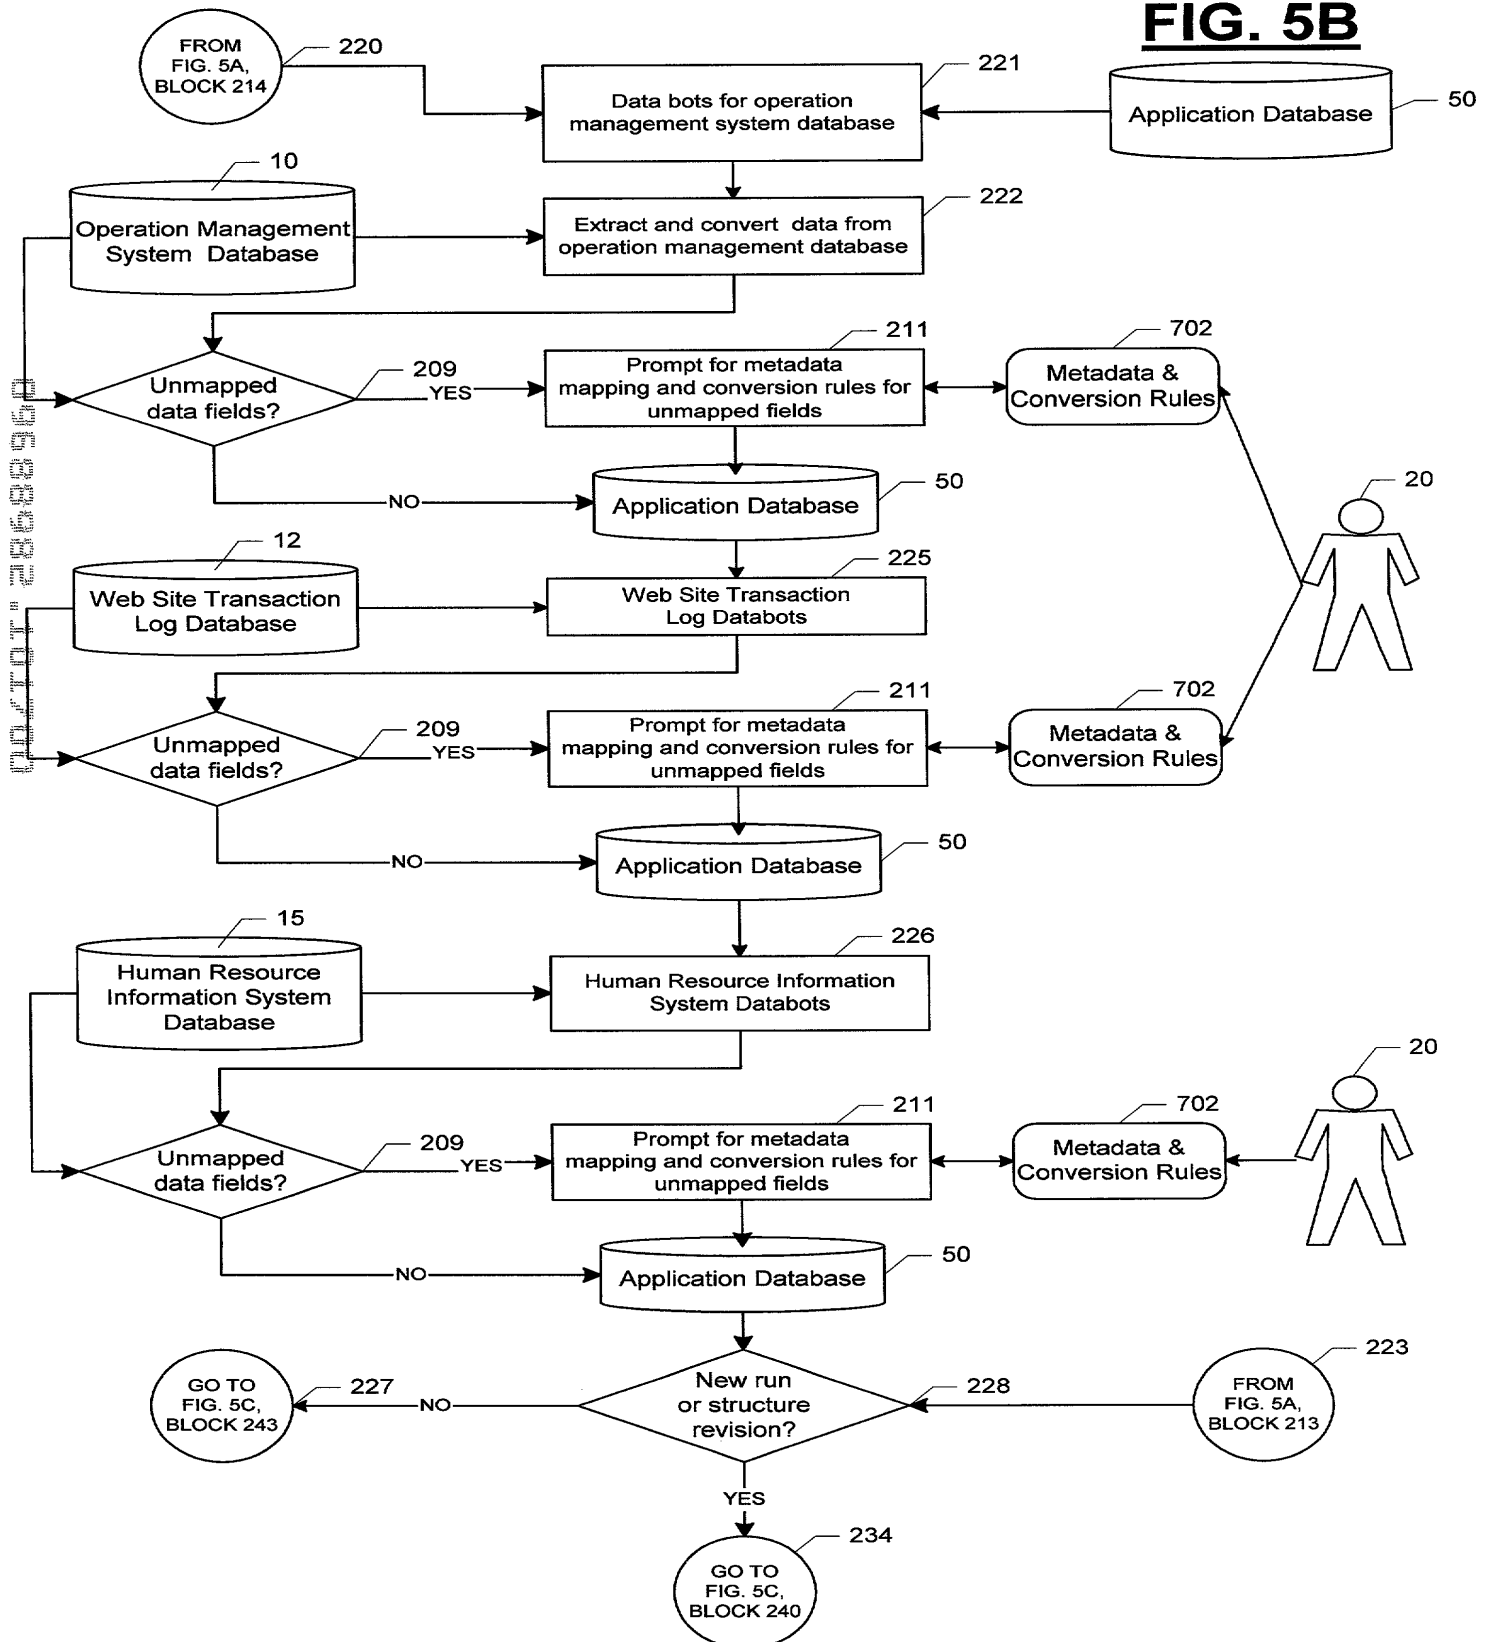 FIG. 5B
FROM
FIG. 5A,
BLOCK 214
220
Data bots for operation
management system database
221
Application Database
50
10
Operation Management
System Database
Extract and convert data from
operation management database
222
Unmapped
data fields?
209
YES
211
Prompt for metadata
mapping and conversion rules for
unmapped fields
702
Metadata &
Conversion Rules
NO
Application Database
50
20
12
Web Site Transaction
Log Database
225
Web Site Transaction
Log Databots
Unmapped
data fields?
209
YES
211
Prompt for metadata
mapping and conversion rules for
unmapped fields
702
Metadata &
Conversion Rules
NO
Application Database
50
15
Human Resource
Information System
Database
226
Human Resource Information
System Databots
Unmapped
data fields?
209
YES
211
Prompt for metadata
mapping and conversion rules for
unmapped fields
702
Metadata &
Conversion Rules
20
NO
Application Database
50
GO TO
FIG. 5C,
BLOCK 243
227
NO
New run
or structure
revision?
228
FROM
FIG. 5A,
BLOCK 213
223
YES
GO TO
FIG. 5C,
BLOCK 240
234
09688982.101700